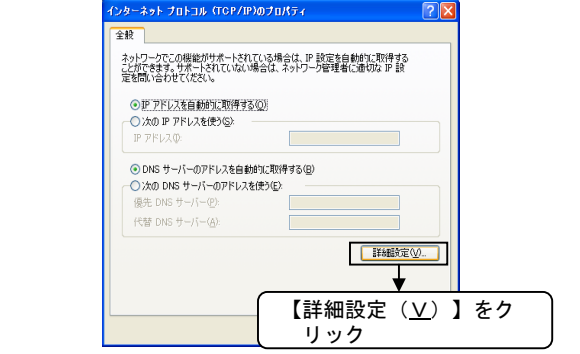 インターネット プロトコル (TCP/IP)のプロパティ
全般
ネットワークでこの機能がサポートされている場合は、IP 設定を自動的に取得する
ことができます。サポートされていない場合は、ネットワーク管理者に適切な IP 設
定を問い合わせてください。
IP アドレスを自動的に取得する(O)
次の IP アドレスを使う(S):
IP アドレス(I):
DNS サーバーのアドレスを自動的に取得する(B)
次の DNS サーバーのアドレスを使う(E):
優先 DNS サーバー(P):
代替 DNS サーバー(A):
詳細設定(V)...
【詳細設定（V）】をク
リック